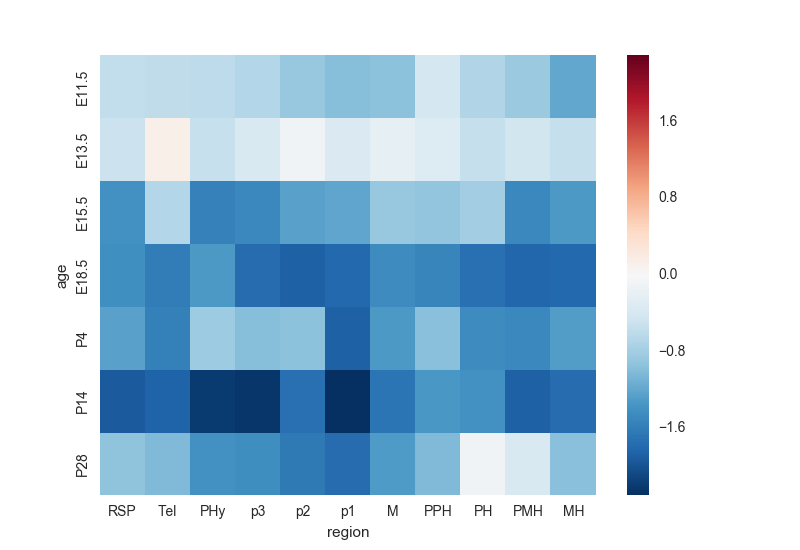 age
E11.5
E13.5
E15.5
E18.5
P4
P14
P28
RSP Tel PHy p3 p2 p1 M PPH PH PMH MH
region
1.6
0.8
0.0
−0.8
−1.6